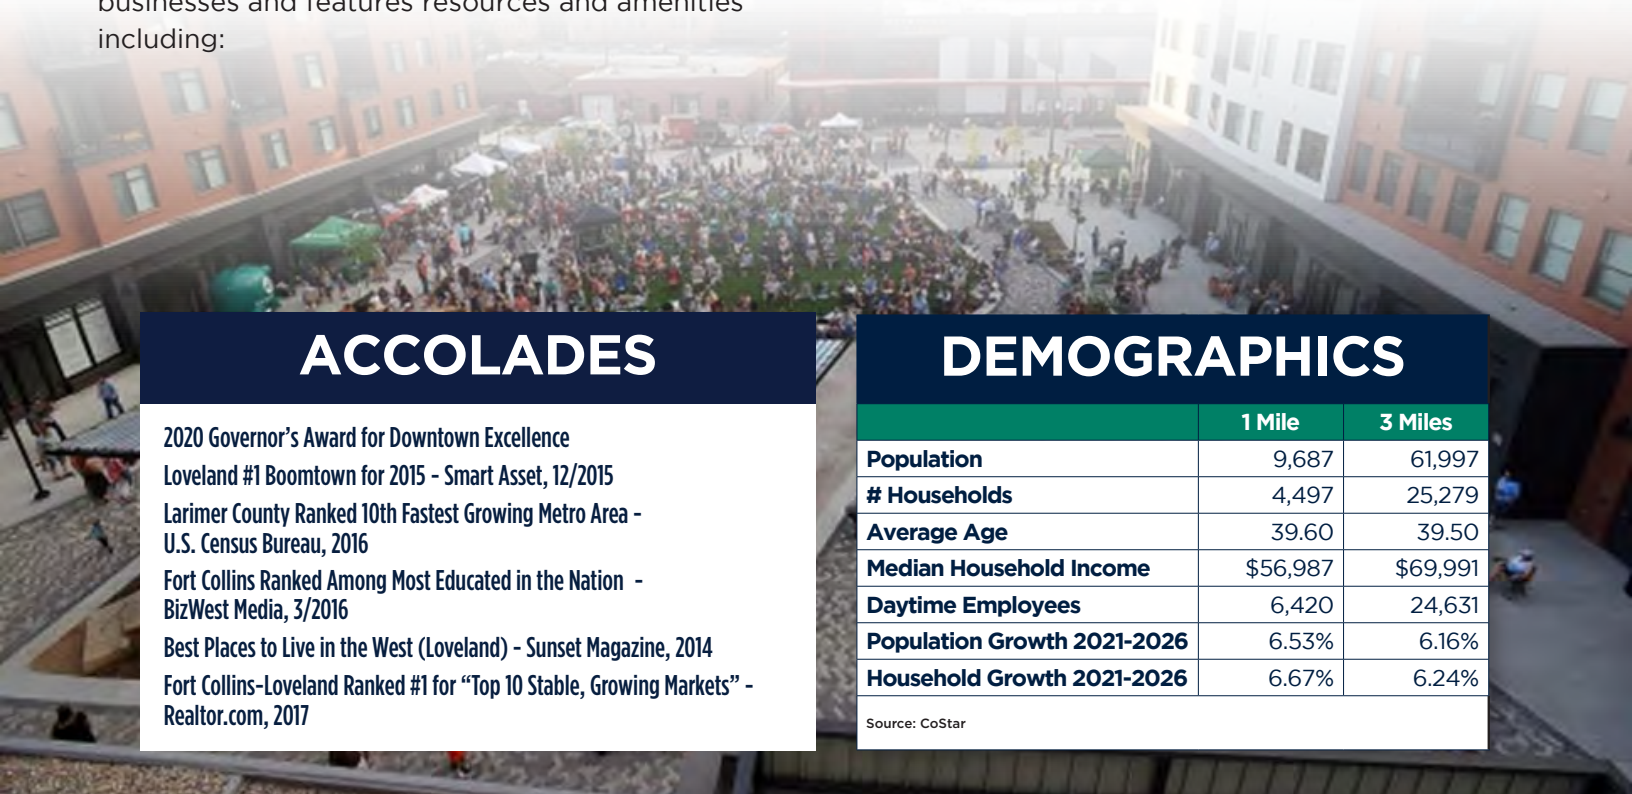 businesses and features resources and amenities
including:
ACCOLADES
2020 Governor’s Award for Downtown Excellence
Loveland #1 Boomtown for 2015 - Smart Asset, 12/2015
Larimer County Ranked 10th Fastest Growing Metro Area -
U.S. Census Bureau, 2016
Fort Collins Ranked Among Most Educated in the Nation -
BizWest Media, 3/2016
Best Places to Live in the West (Loveland) - Sunset Magazine, 2014
Fort Collins-Loveland Ranked #1 for “Top 10 Stable, Growing Markets” -
Realtor.com, 2017
DEMOGRAPHICS
1 Mile 3 Miles
Population 9,687 61,997
# Households 4,497 25,279
Average Age 39.60 39.50
Median Household Income $56,987 $69,991
Daytime Employees 6,420 24,631
Population Growth 2021-2026 6.53% 6.16%
Household Growth 2021-2026 6.67% 6.24%
Source: CoStar